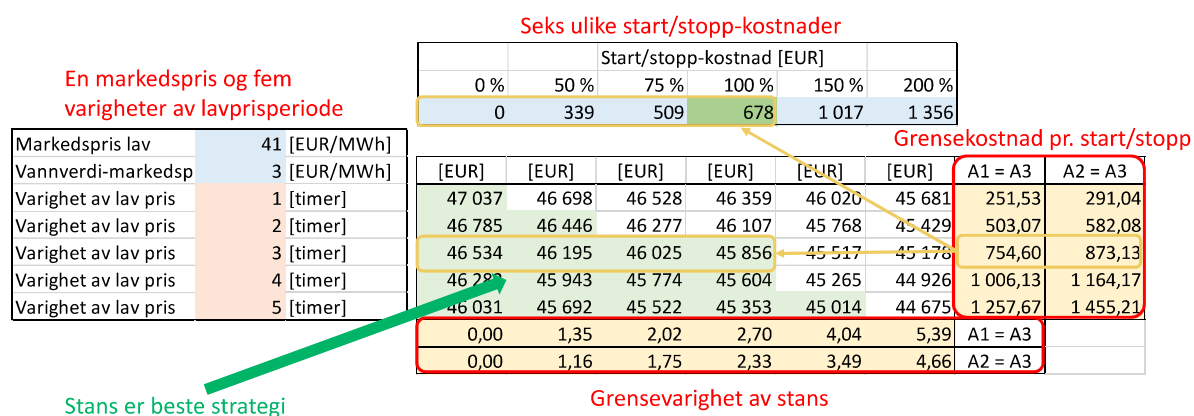 Seks ulike start/stopp-kostnader
Start/stopp-kostnad [EUR]
0 % 50 % 75 % 100 % 150 % 200 %
0 339 509 678 1 017 1 356
En markedspris og fem
varigheter av lavprisperiode
Grensekostnad pr. start/stopp
Markedspris lav 41 [EUR/MWh]
Vannverdi-markedsp 3 [EUR/MWh] [EUR] [EUR] [EUR] [EUR] [EUR] [EUR] A1 = A3 A2 = A3
Varighet av lav pris 1 [timer] 47 037 46 698 46 528 46 359 46 020 45 681 251,53 291,04
Varighet av lav pris 2 [timer] 46 785 46 446 46 277 46 107 45 768 45 429 503,07 582,08
Varighet av lav pris 3 [timer] 46 534 46 195 46 025 45 856 45 517 45 178 754,60 873,13
Varighet av lav pris 4 [timer] 46 282 45 943 45 774 45 604 45 265 44 926 1 006,13 1 164,17
Varighet av lav pris 5 [timer] 46 031 45 692 45 522 45 353 45 014 44 675 1 257,67 1 455,21
0,00 1,35 2,02 2,70 4,04 5,39 A1 = A3
0,00 1,16 1,75 2,33 3,49 4,66 A2 = A3
Stans er beste strategi
Grensevarighet av stans